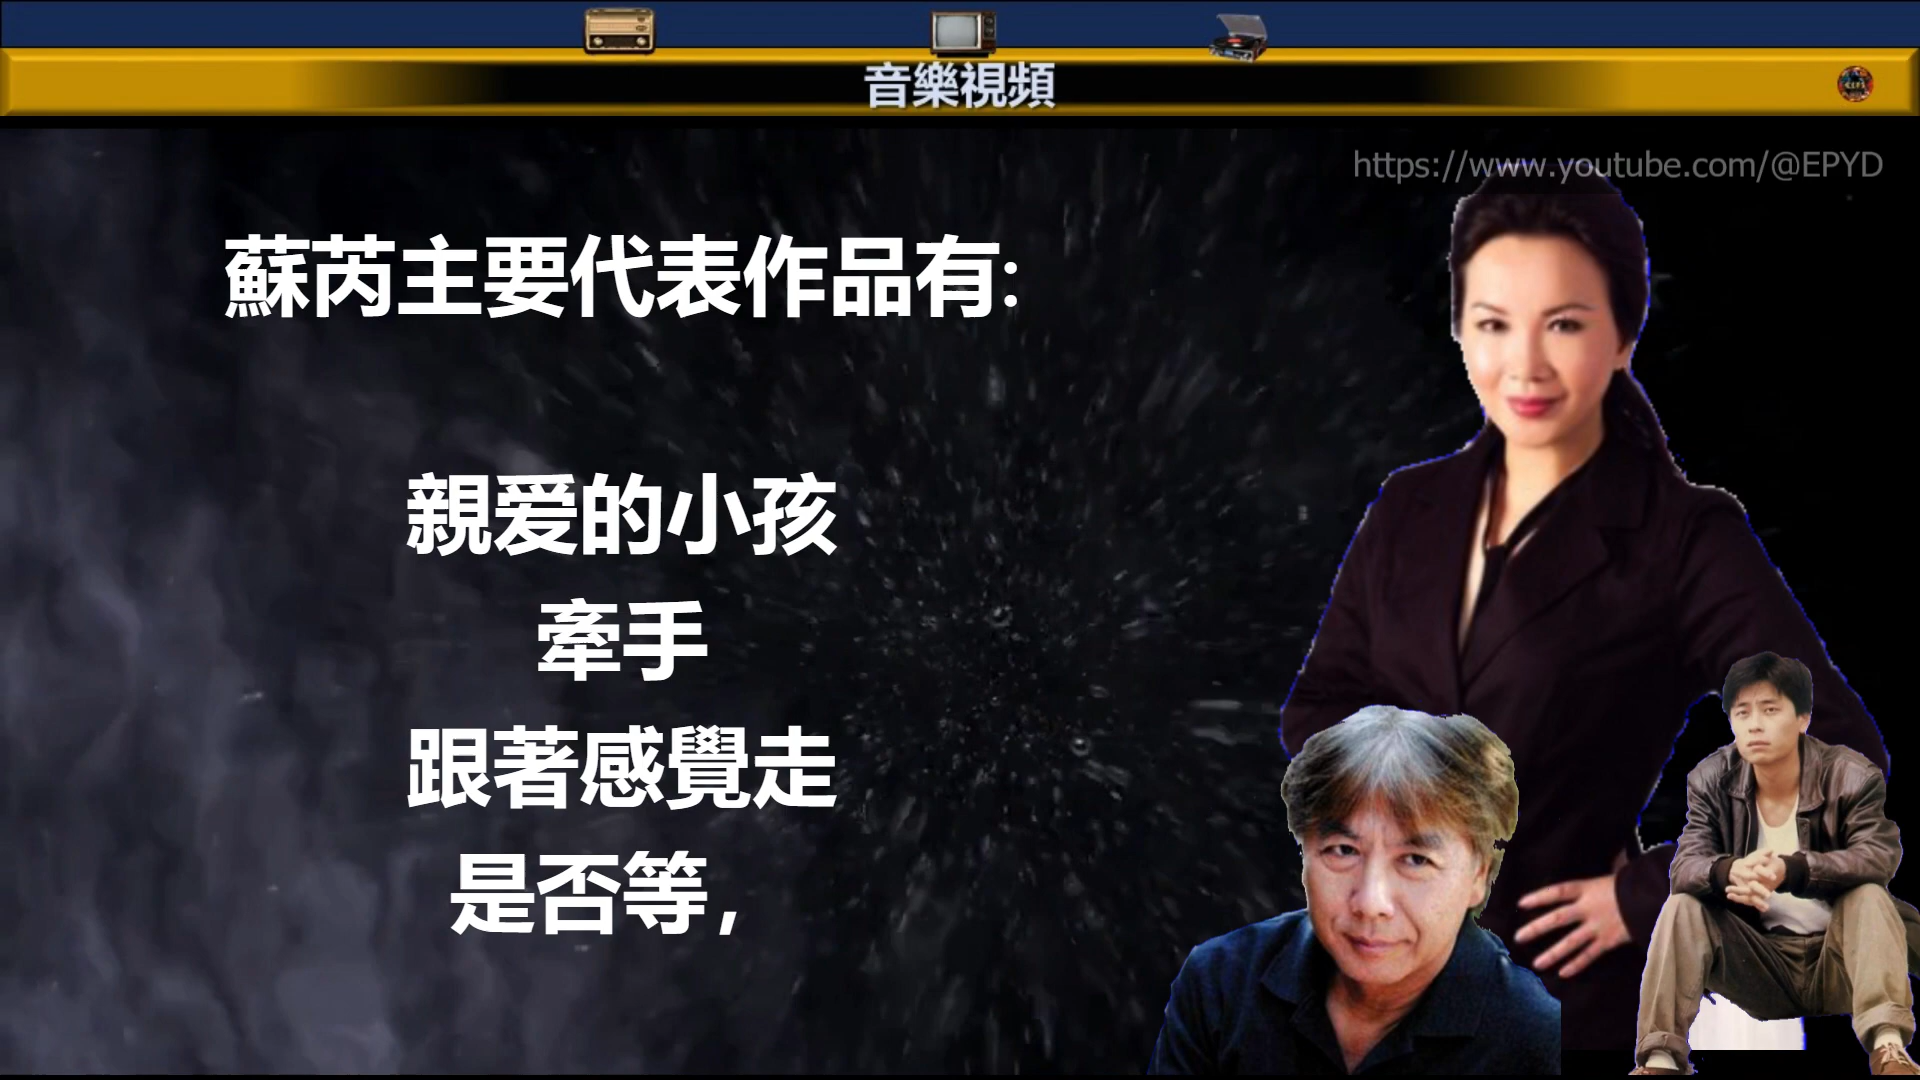 音樂視頻
https://www.youtube.com/@EPYD
蘇芮主要代表作品有:
親爱的小孩
牽手
跟著感覺走
是否等，